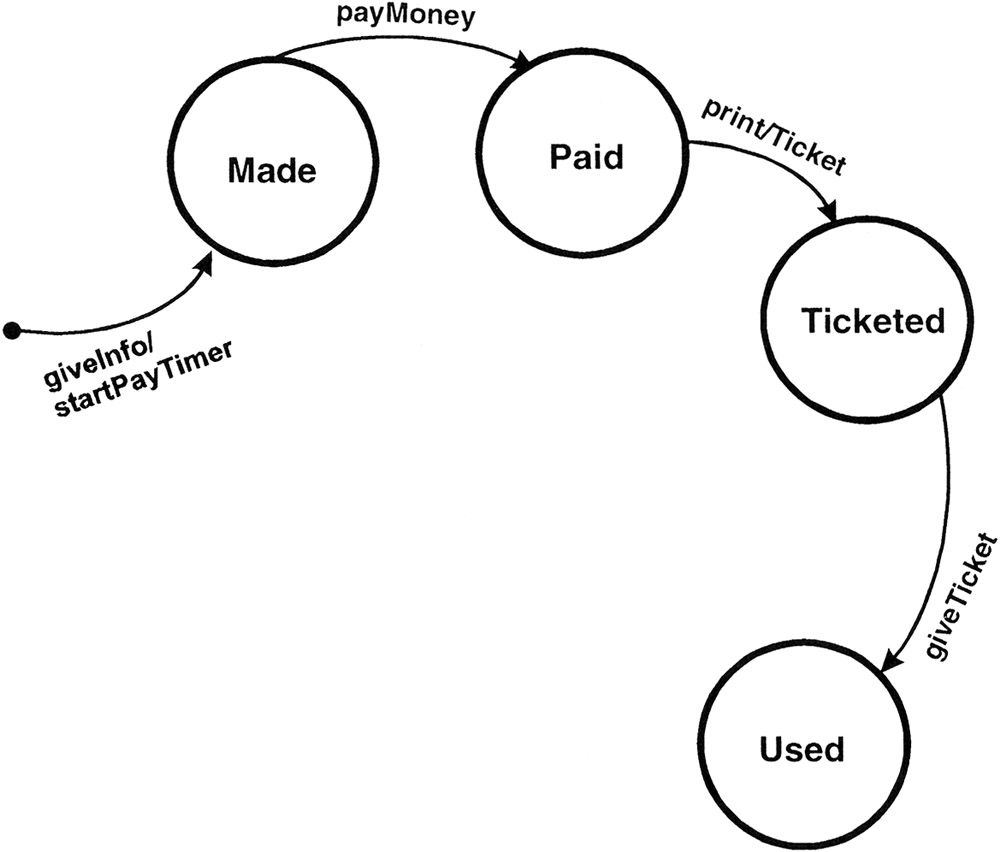 payMoney
Made
Paid
print/Ticket
Ticketed
giveInfo/
startPayTimer
giveTicket
Used